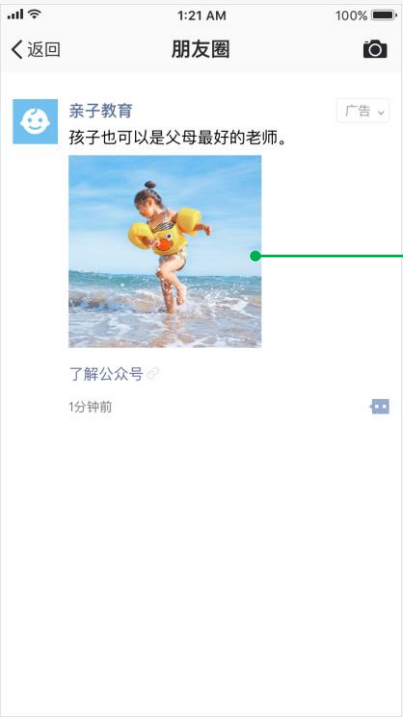 1:21 AM
100%
返回
朋友圈
亲子教育
广告
孩子也可以是父母最好的老师。
了解公众号
1分钟前